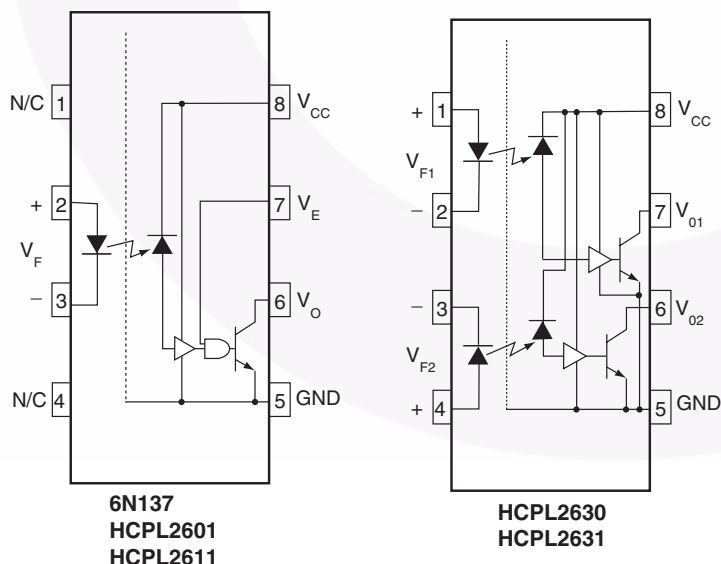 N/C 1
8 V_CC
+ 2
V_F
7 V_E
− 3
6 V_O
N/C 4
5 GND
6N137
HCPL2601
HCPL2611
+ 1
8 V_CC
V_F1
− 2
7 V_01
− 3
6 V_02
V_F2
+ 4
5 GND
HCPL2630
HCPL2631